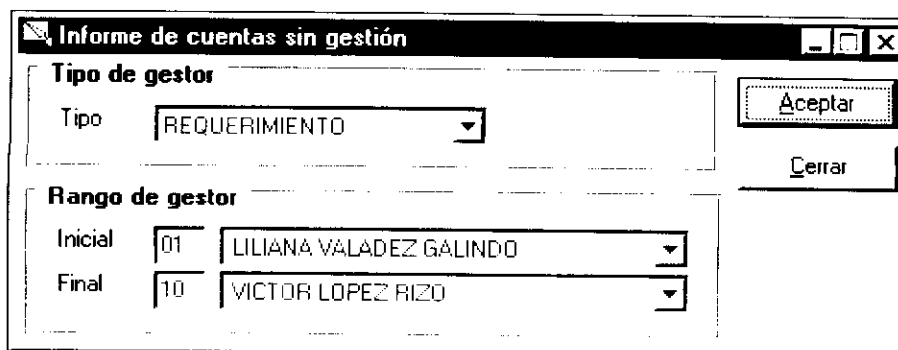 Informe de cuentas sin gestión
Tipo de gestor
Tipo REQUERIMIENTO
Aceptar
Cerrar
Rango de gestor
Inicial 01 LILIANA VALADEZ GALINDO
Final 10 VICTOR LOPEZ RIZO